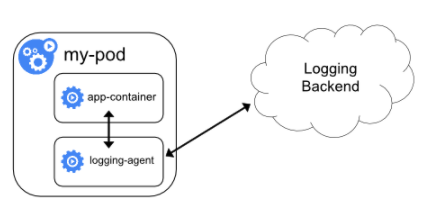 my-pod
app-container
logging-agent
Logging
Backend